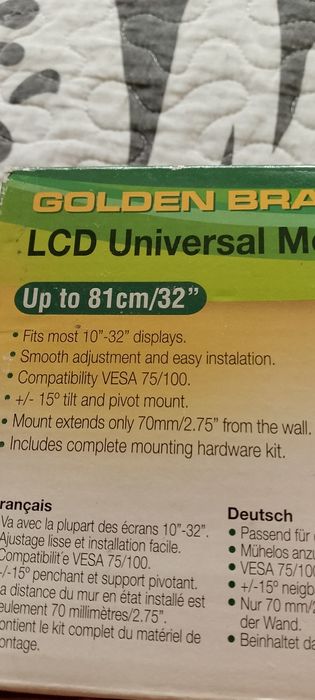 GOLDEN BRA
LCD Universal Mo
Up to 81cm/32"
• Fits most 10"-32" displays.
• Smooth adjustment and easy instalation.
• Compatibility VESA 75/100.
• +/- 15º tilt and pivot mount.
• Mount extends only 70mm/2.75" from the wall.
• Includes complete mounting hardware kit.
rançais
Va avec la plupart des écrans 10"-32".
Ajustage lisse et installation facile.
Compatibilit´e VESA 75/100.
+/-15º penchant et support pivotant.
a distance du mur en état installé est
eulement 70 millimètres/2.75".
ontient le kit complet du matériel de
ontage.
Deutsch
• Passend für
• Mühelos anzu
• VESA 75/100
• +/-15º neigb
• Nur 70 mm/2
der Wand.
• Beinhaltet da